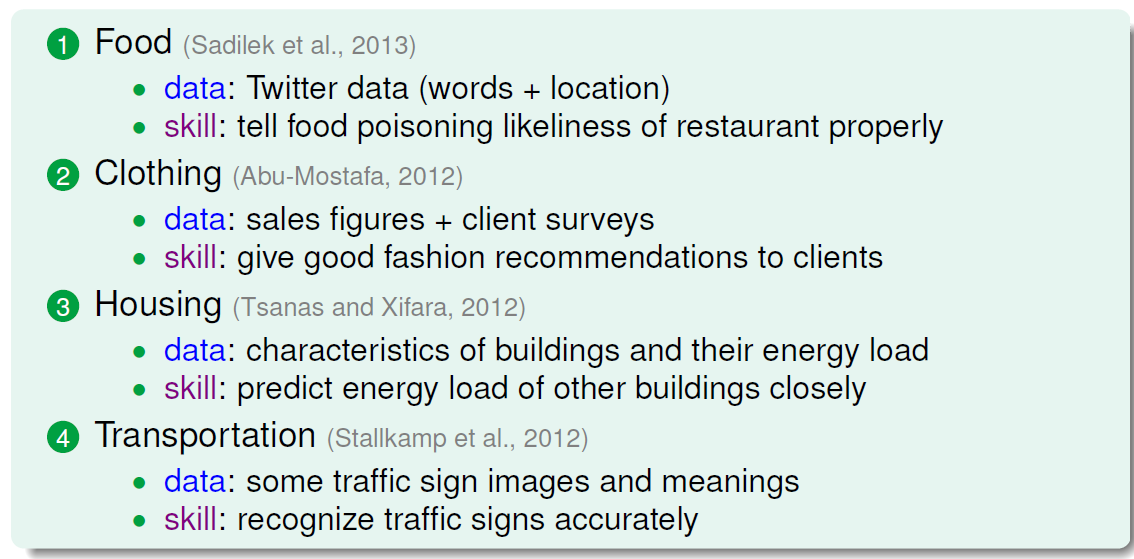 1 Food (Sadilek et al., 2013)
• data: Twitter data (words + location)
• skill: tell food poisoning likeliness of restaurant properly
2 Clothing (Abu-Mostafa, 2012)
• data: sales figures + client surveys
• skill: give good fashion recommendations to clients
3 Housing (Tsanas and Xifara, 2012)
• data: characteristics of buildings and their energy load
• skill: predict energy load of other buildings closely
4 Transportation (Stallkamp et al., 2012)
• data: some traffic sign images and meanings
• skill: recognize traffic signs accurately